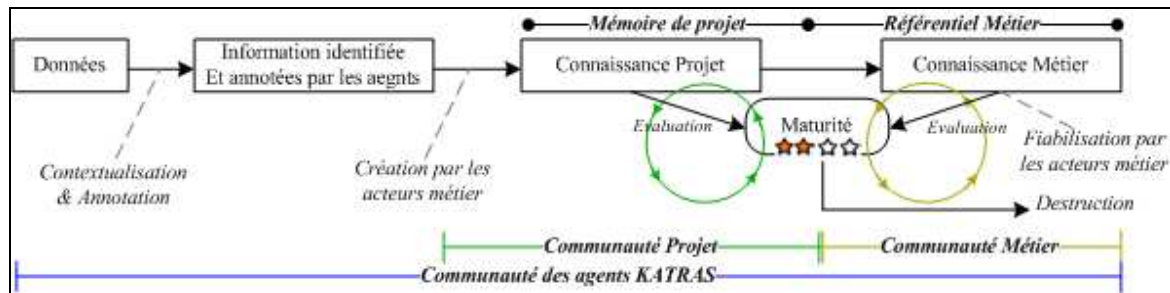 Mémoire de projet
Référentiel Métier
Données
Information identifiée
Et annotées par les aegnts
Connaissance Projet
Connaissance Métier
Evaluation
Maturité
Evaluation
Contextualisation
& Annotation
Création par les
acteurs métier
Fiabilisation par
les acteurs métier
Destruction
Communauté Projet
Communauté Métier
Communauté des agents KATRAS